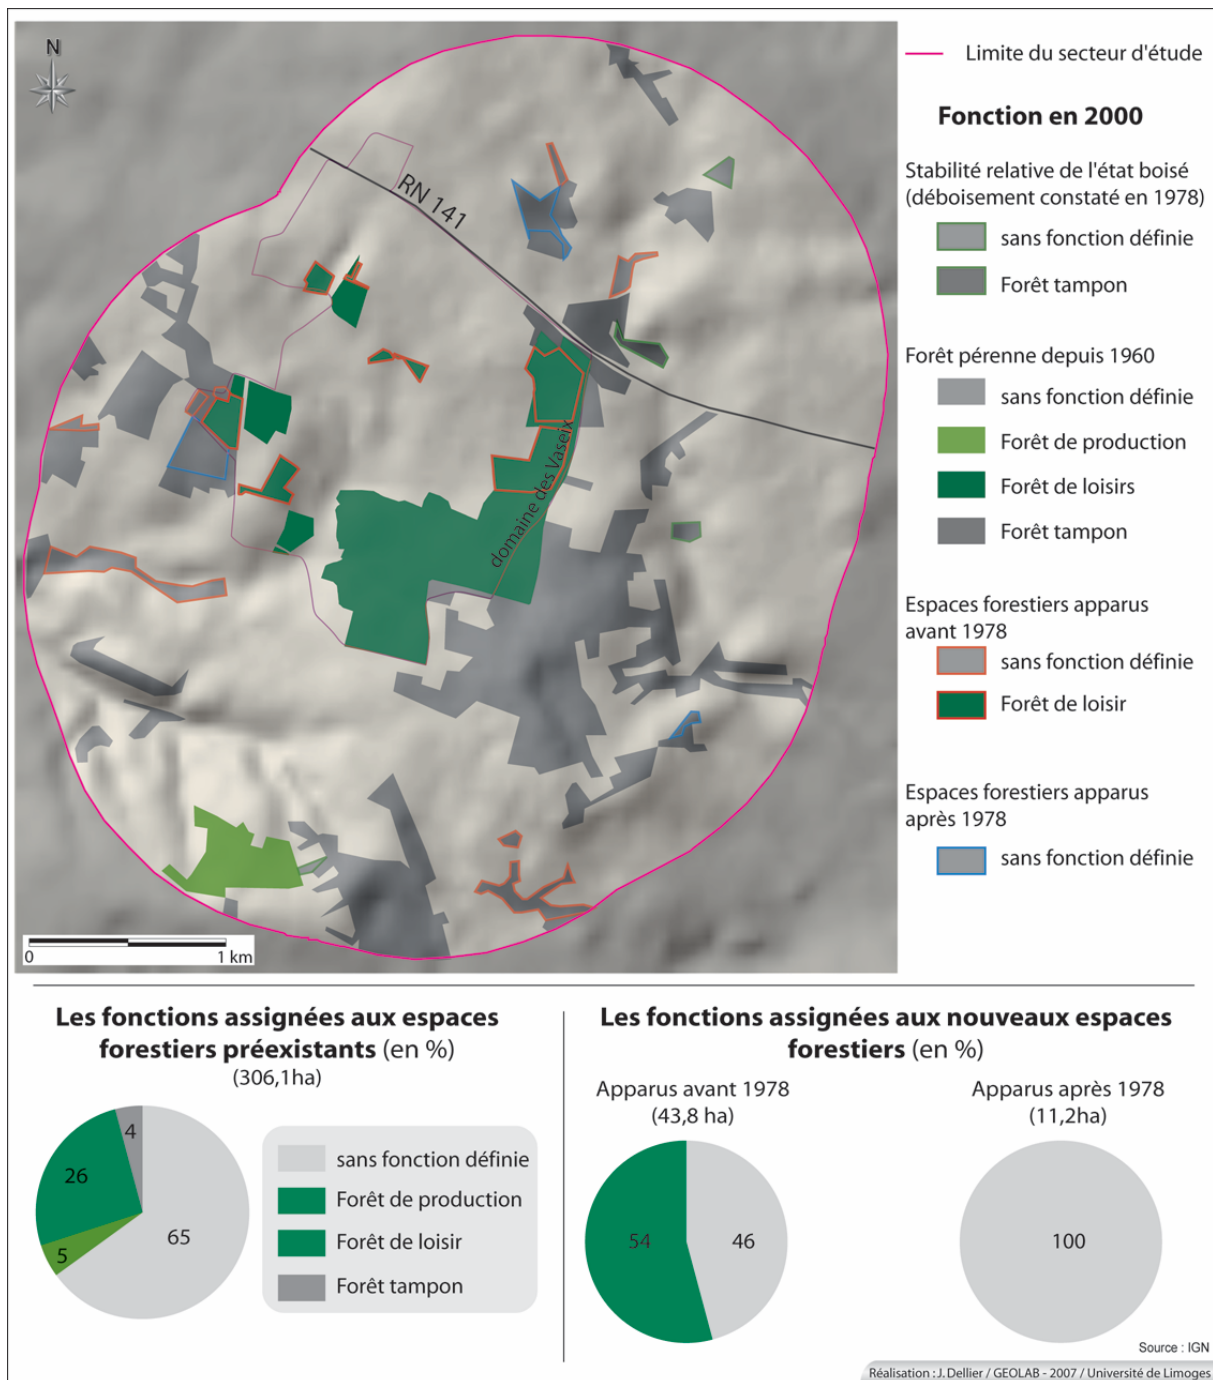 N
RN 141
domaine des Vaseix
0 1 km
Limite du secteur d'étude
Fonction en 2000
Stabilité relative de l'état boisé
(déboisement constaté en 1978)
sans fonction définie
Forêt tampon
Forêt pérenne depuis 1960
sans fonction définie
Forêt de production
Forêt de loisirs
Forêt tampon
Espaces forestiers apparus
avant 1978
sans fonction définie
Forêt de loisir
Espaces forestiers apparus
après 1978
sans fonction définie
Les fonctions assignées aux espaces
forestiers préexistants (en %)
(306,1ha)
4
26
5
65
sans fonction définie
Forêt de production
Forêt de loisir
Forêt tampon
Les fonctions assignées aux nouveaux espaces
forestiers (en %)
Apparus avant 1978
(43,8 ha)
54
46
Apparus après 1978
(11,2ha)
100
Source : IGN
Réalisation : J. Dellier / GEOLAB - 2007 / Université de Limoges